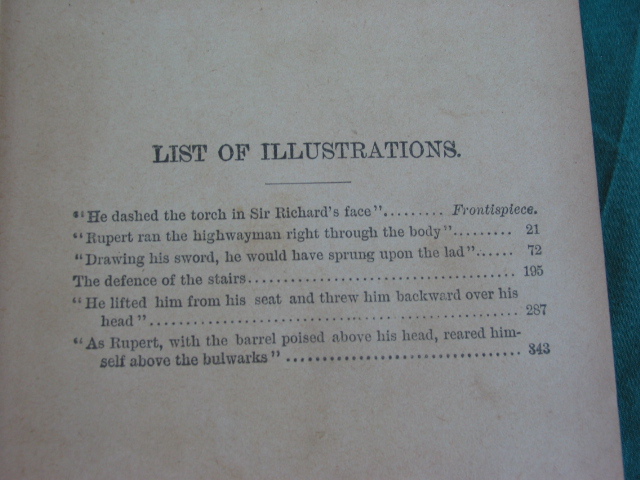 LIST OF ILLUSTRATIONS.
"He dashed the torch in Sir Richard's face"......... Frontispiece.
"Rupert ran the highwayman right through the body"......... 21
"Drawing his sword, he would have sprung upon the lad"...... 72
The defence of the stairs........................................ 195
"He lifted him from his seat and threw him backward over his
head"....................................................... 287
"As Rupert, with the barrel poised above his head, reared him-
self above the bulwarks" .................................. 343